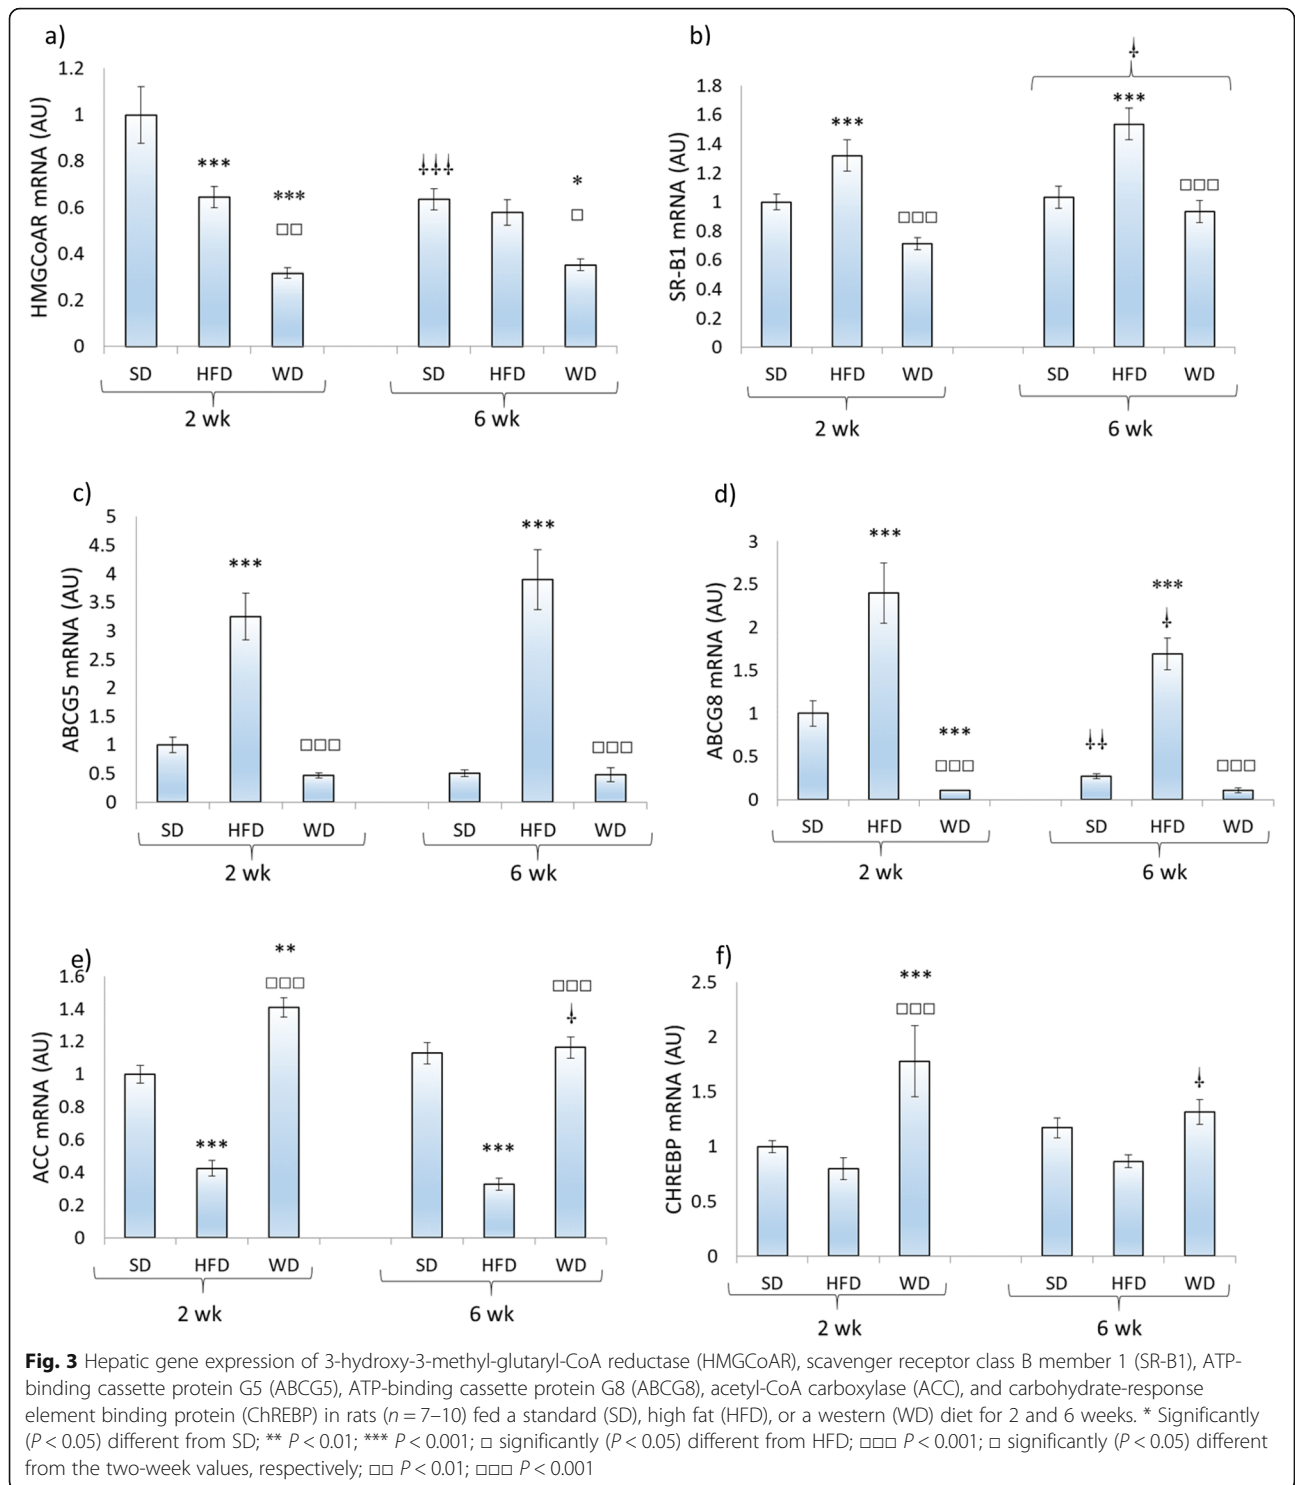 a)
HMGCoAR mRNA (AU)
1.2
1
0.8
0.6
0.4
0.2
0
***
***
□□
⸸⸸⸸
*
□
SD HFD WD SD HFD WD
2 wk 6 wk
b)
SR-B1 mRNA (AU)
1.8
1.6
1.4
1.2
1
0.8
0.6
0.4
0.2
0
***
□□□
⸸
***
□□□
SD HFD WD SD HFD WD
2 wk 6 wk
c)
ABCG5 mRNA (AU)
5
4.5
4
3.5
3
2.5
2
1.5
1
0.5
0
***
□□□
***
□□□
SD HFD WD SD HFD WD
2 wk 6 wk
d)
ABCG8 mRNA (AU)
3
2.5
2
1.5
1
0.5
0
***
***
□□□
⸸⸸
***
⸸
□□□
SD HFD WD SD HFD WD
2 wk 6 wk
e)
ACC mRNA (AU)
1.6
1.4
1.2
1
0.8
0.6
0.4
0.2
0
***
**
□□□
***
□□□
⸸
SD HFD WD SD HFD WD
2 wk 6 wk
f)
CHREBP mRNA (AU)
2.5
2
1.5
1
0.5
0
***
□□□
⸸
SD HFD WD SD HFD WD
2 wk 6 wk
Fig. 3 Hepatic gene expression of 3-hydroxy-3-methyl-glutaryl-CoA reductase (HMGCoAR), scavenger receptor class B member 1 (SR-B1), ATP-
binding cassette protein G5 (ABCG5), ATP-binding cassette protein G8 (ABCG8), acetyl-CoA carboxylase (ACC), and carbohydrate-response
element binding protein (ChREBP) in rats (n = 7–10) fed a standard (SD), high fat (HFD), or a western (WD) diet for 2 and 6 weeks. * Significantly
(P < 0.05) different from SD; ** P < 0.01; *** P < 0.001; □ significantly (P < 0.05) different from HFD; □□□ P < 0.001; □ significantly (P < 0.05) different
from the two-week values, respectively; □□ P < 0.01; □□□ P < 0.001